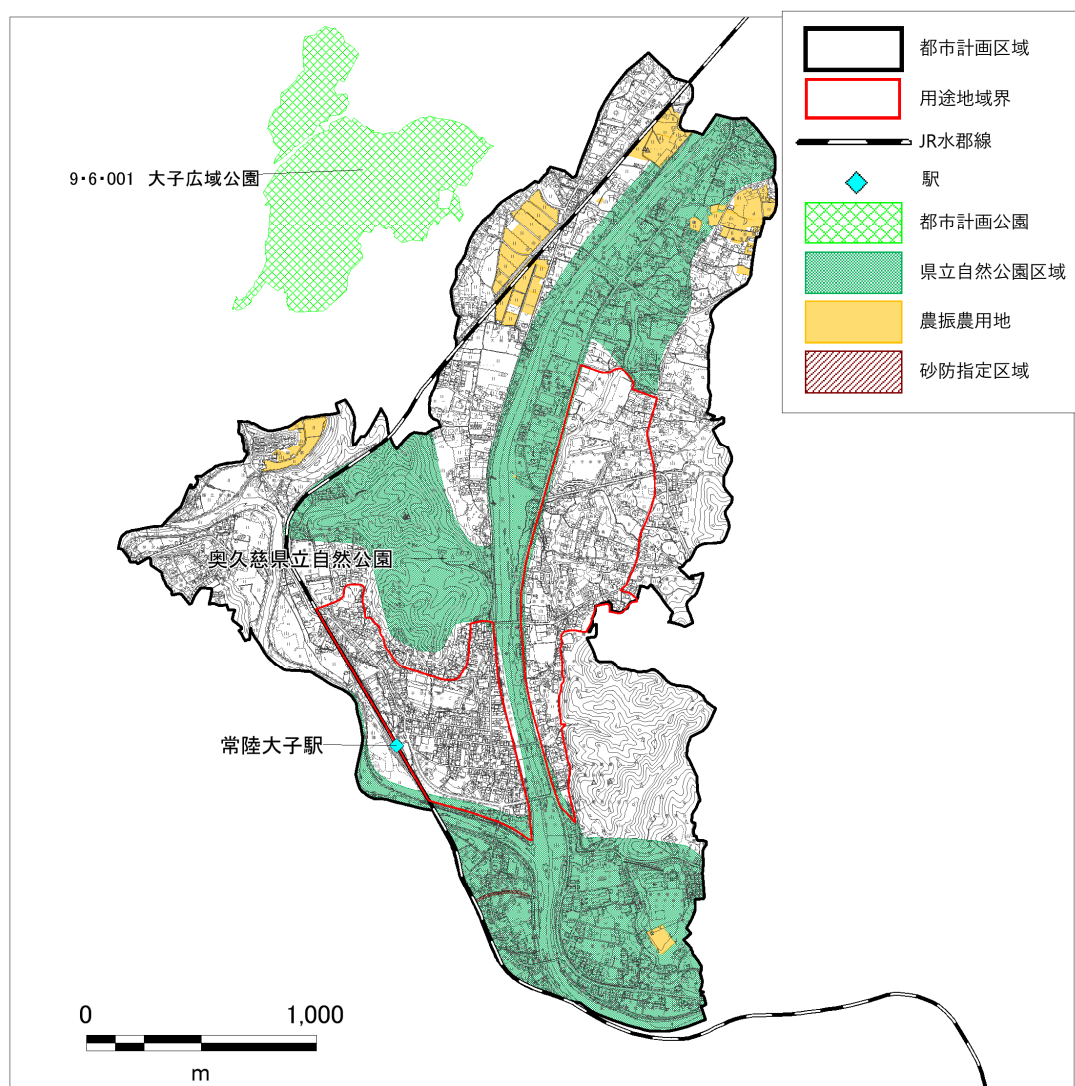 都市計画区域
用途地域界
JR水郡線
駅
都市計画公園
県立自然公園区域
農振農用地
砂防指定区域
9・6・001 大子広域公園
奥久慈県立自然公園
常陸大子駅
0 1,000
m